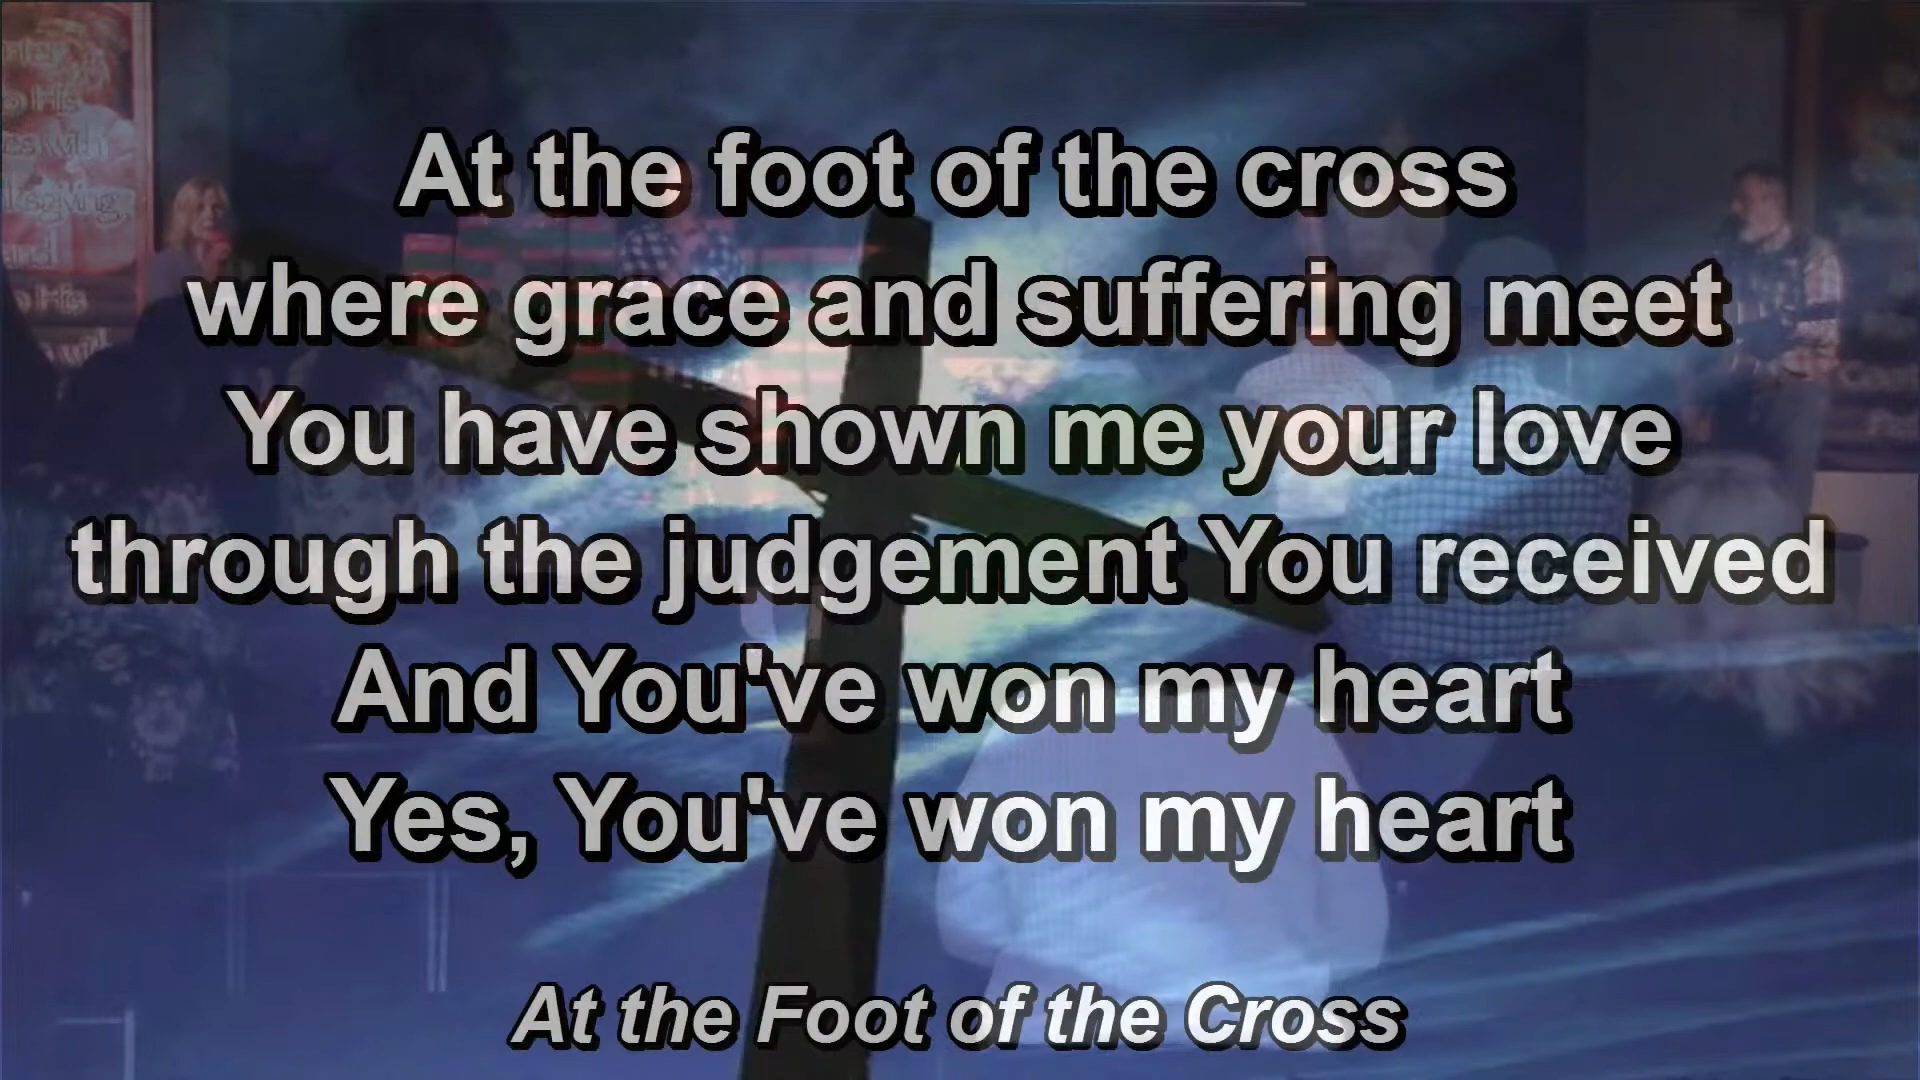 At the foot of the cross
where grace and suffering meet
You have shown me your love
through the judgement You received
And You've won my heart
Yes, You've won my heart
At the Foot of the Cross